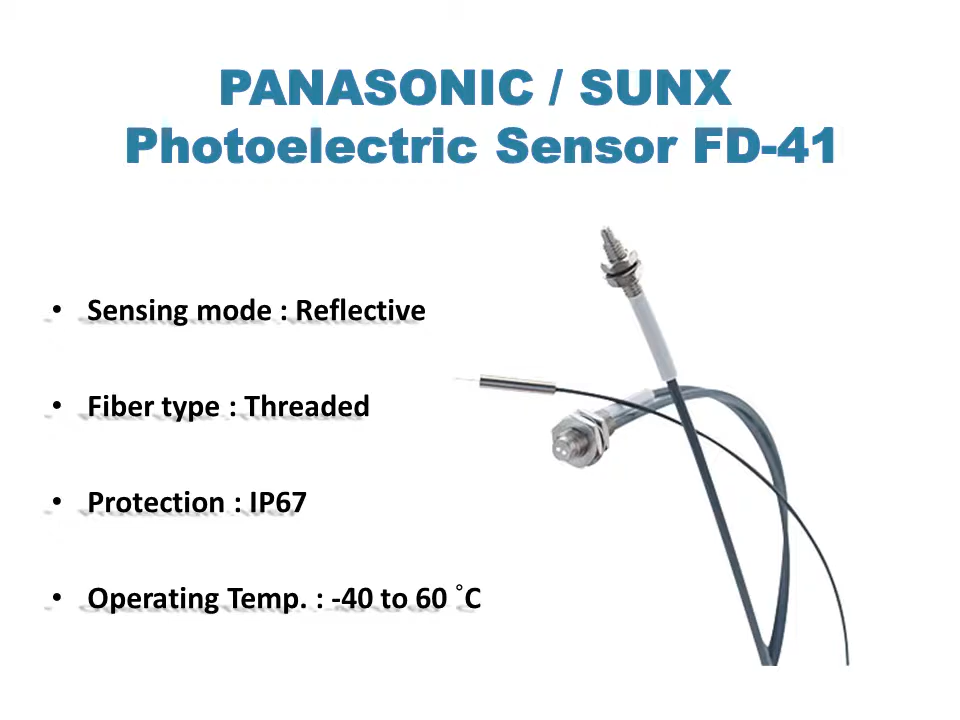 PANASONIC / SUNX
Photoelectric Sensor FD-41
• Sensing mode : Reflective
• Fiber type : Threaded
• Protection : IP67
• Operating Temp. : -40 to 60 ˚C